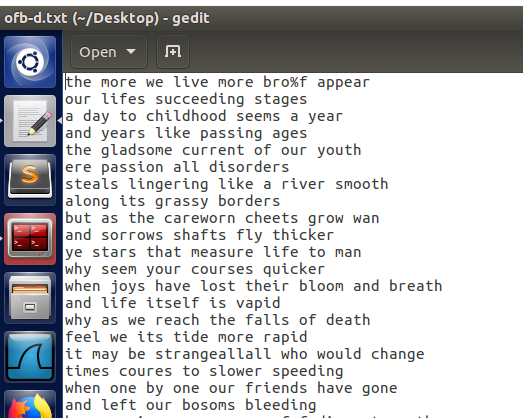 ofb-d.txt (~/Desktop) - gedit
Open
the more we live more bro%f appear
our lifes succeeding stages
a day to childhood seems a year
and years like passing ages
the gladsome current of our youth
ere passion all disorders
steals lingering like a river smooth
along its grassy borders
but as the careworn cheets grow wan
and sorrows shafts fly thicker
ye stars that measure life to man
why seem your courses quicker
when joys have lost their bloom and breath
and life itself is vapid
why as we reach the falls of death
feel we its tide more rapid
it may be strangeallall who would change
times coures to slower speeding
when one by one our friends have gone
and left our bosoms bleeding